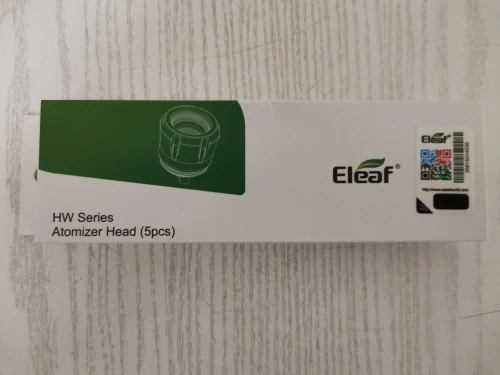 Eleaf®
Eleaf
HW Series
Atomizer Head (5pcs)